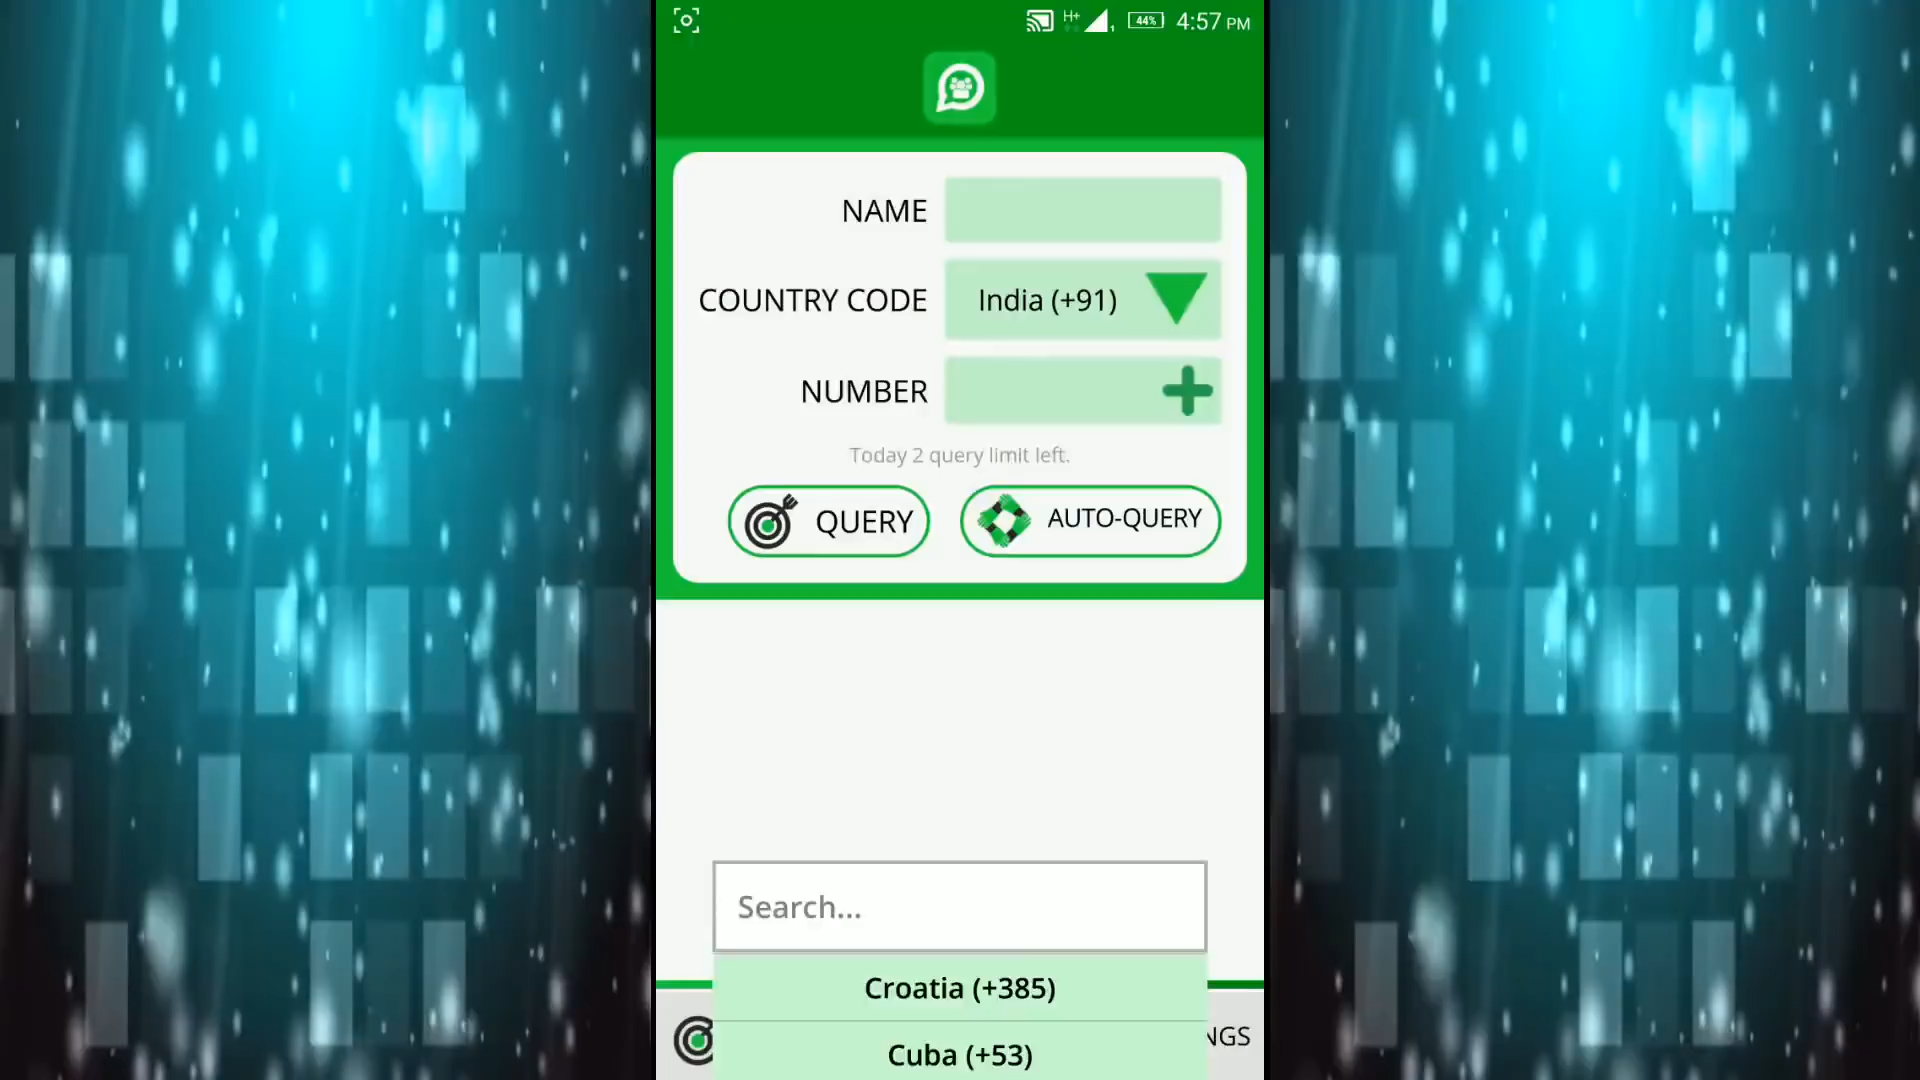 H+ 44% 4:57 PM
NAME
COUNTRY CODE India (+91)
NUMBER
Today 2 query limit left.
QUERY AUTO-QUERY
Search...
Croatia (+385)
NGS
Cuba (+53)